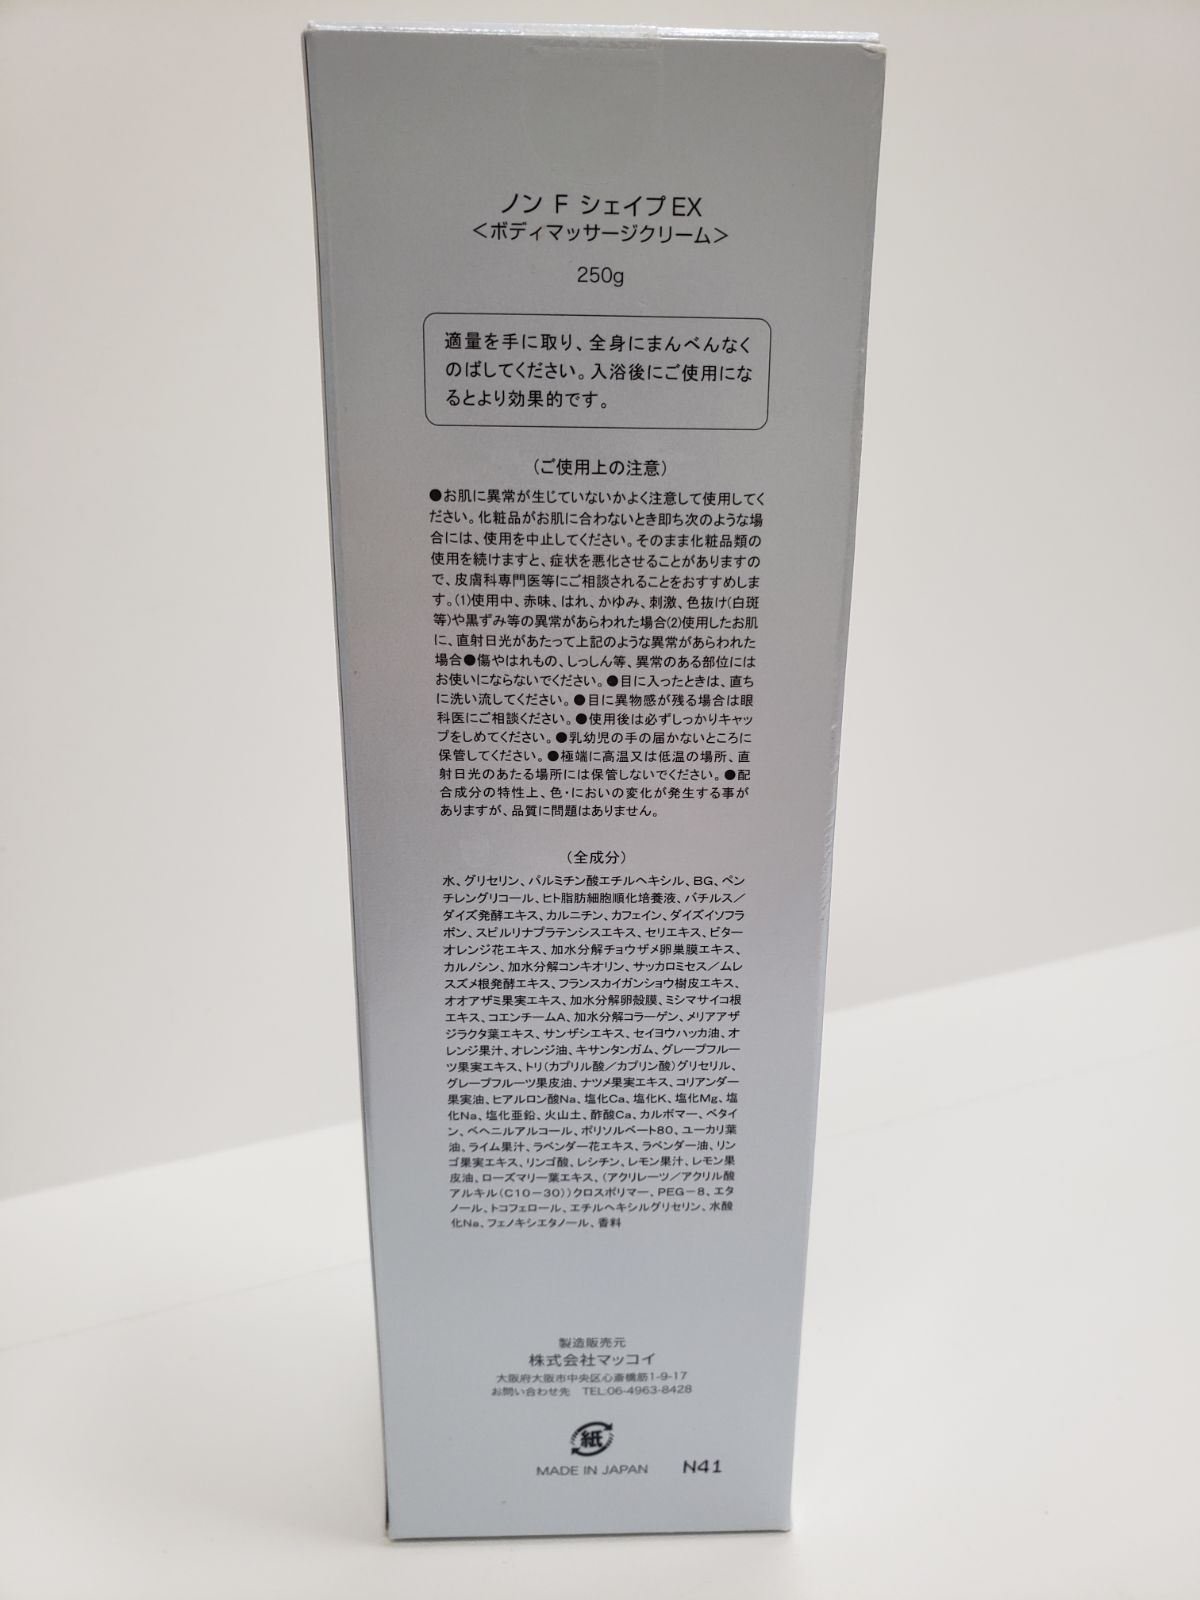 ノン F シェイプEX
＜ボディマッサージクリーム＞
250g
適量を手に取り、全身にまんべんなく
のばしてください。入浴後にご使用にな
るとより効果的です。
（ご使用上の注意）
●お肌に異常が生じていないかよく注意して使用してく
ださい。化粧品がお肌に合わないとき即ち次のような場
合には、使用を中止してください。そのまま化粧品類の
使用を続けますと、症状を悪化させることがありますの
で、皮膚科専門医等にご相談されることをおすすめしま
す。(1)使用中、赤味、はれ、かゆみ、刺激、色抜け(白斑
等)や黒ずみ等の異常があらわれた場合(2)使用したお肌
に、直射日光があたって上記のような異常があらわれた
場合●傷やはれもの、しっしん等、異常のある部位には
お使いにならないでください。●目に入ったときは、直ち
に洗い流してください。●目に異物感が残る場合は眼
科医にご相談ください。●使用後は必ずしっかりキャッ
プをしめてください。●乳幼児の手の届かないところに
保管してください。●極端に高温又は低温の場所、直
射日光のあたる場所には保管しないでください。●配
合成分の特性上、色・においの変化が発生する事が
ありますが、品質に問題はありません。
（全成分）
水、グリセリン、パルミチン酸エチルヘキシル、BG、ペン
チレングリコール、ヒト脂肪細胞順化培養液、バチルス／
ダイズ発酵エキス、カルニチン、カフェイン、ダイズイソフラ
ボン、スピルリナプラテンシスエキス、セリエキス、ビター
オレンジ花エキス、加水分解チョウザメ卵巣膜エキス、
カルノシン、加水分解コンキオリン、サッカロミセス／ムレ
スズメ根発酵エキス、フランスカイガンショウ樹皮エキス、
オオアザミ果実エキス、加水分解卵殻膜、ミシマサイコ根
エキス、コエンチームA、加水分解コラーゲン、メリアアザ
ジラクタ葉エキス、サンザシエキス、セイヨウハッカ油、オ
レンジ果汁、オレンジ油、キサンタンガム、グレープフルー
ツ果実エキス、トリ(カプリル酸／カプリン酸)グリセリル、
グレープフルーツ果皮油、ナツメ果実エキス、コリアンダー
果実油、ヒアルロン酸Na、塩化Ca、塩化K、塩化Mg、塩
化Na、塩化亜鉛、火山土、酢酸Ca、カルボマー、ベタイ
ン、ベヘニルアルコール、ポリソルベート80、ユーカリ葉
油、ライム果汁、ラベンダー花エキス、ラベンダー油、リン
ゴ果実エキス、リンゴ酸、レシチン、レモン果汁、レモン果
皮油、ローズマリー葉エキス、(アクリレーツ／アクリル酸
アルキル(C10－30))クロスポリマー、PEG－8、エタ
ノール、トコフェロール、エチルヘキシルグリセリン、水酸
化Na、フェノキシエタノール、香料
製造販売元
株式会社マッコイ
大阪府大阪市中央区心斎橋筋1-9-17
お問い合わせ先　TEL:06-4963-8428
紙
MADE IN JAPAN N41